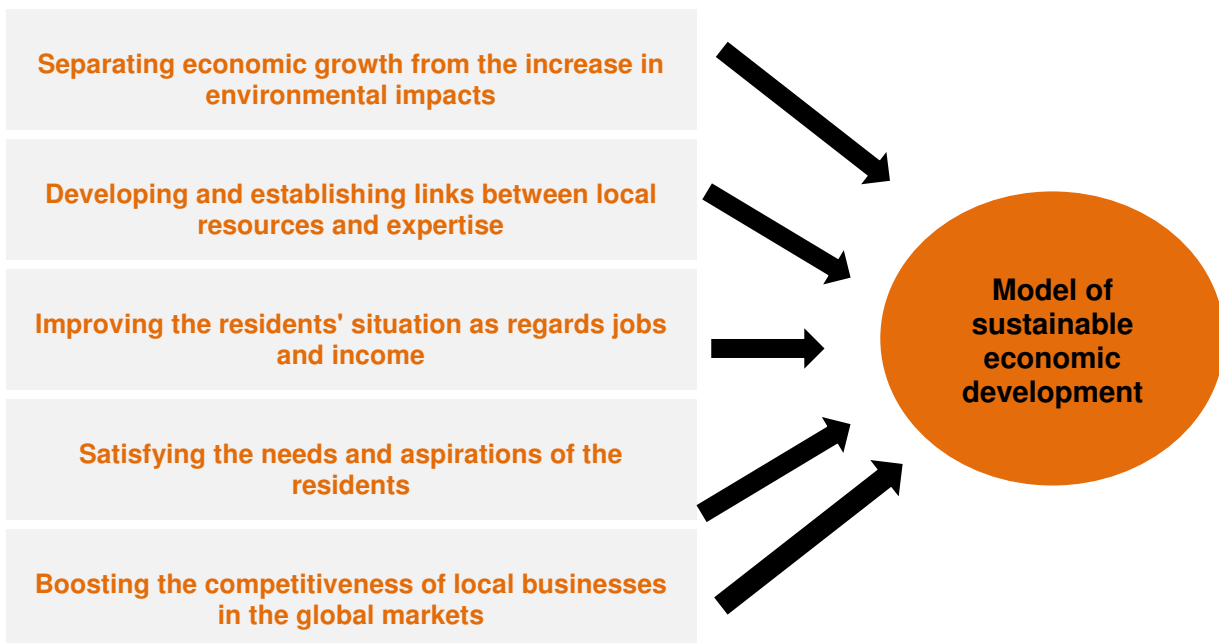 Separating economic growth from the increase in
environmental impacts
Developing and establishing links between local
resources and expertise
Improving the residents' situation as regards jobs
and income
Satisfying the needs and aspirations of the
residents
Boosting the competitiveness of local businesses
in the global markets
Model of
sustainable
economic
development